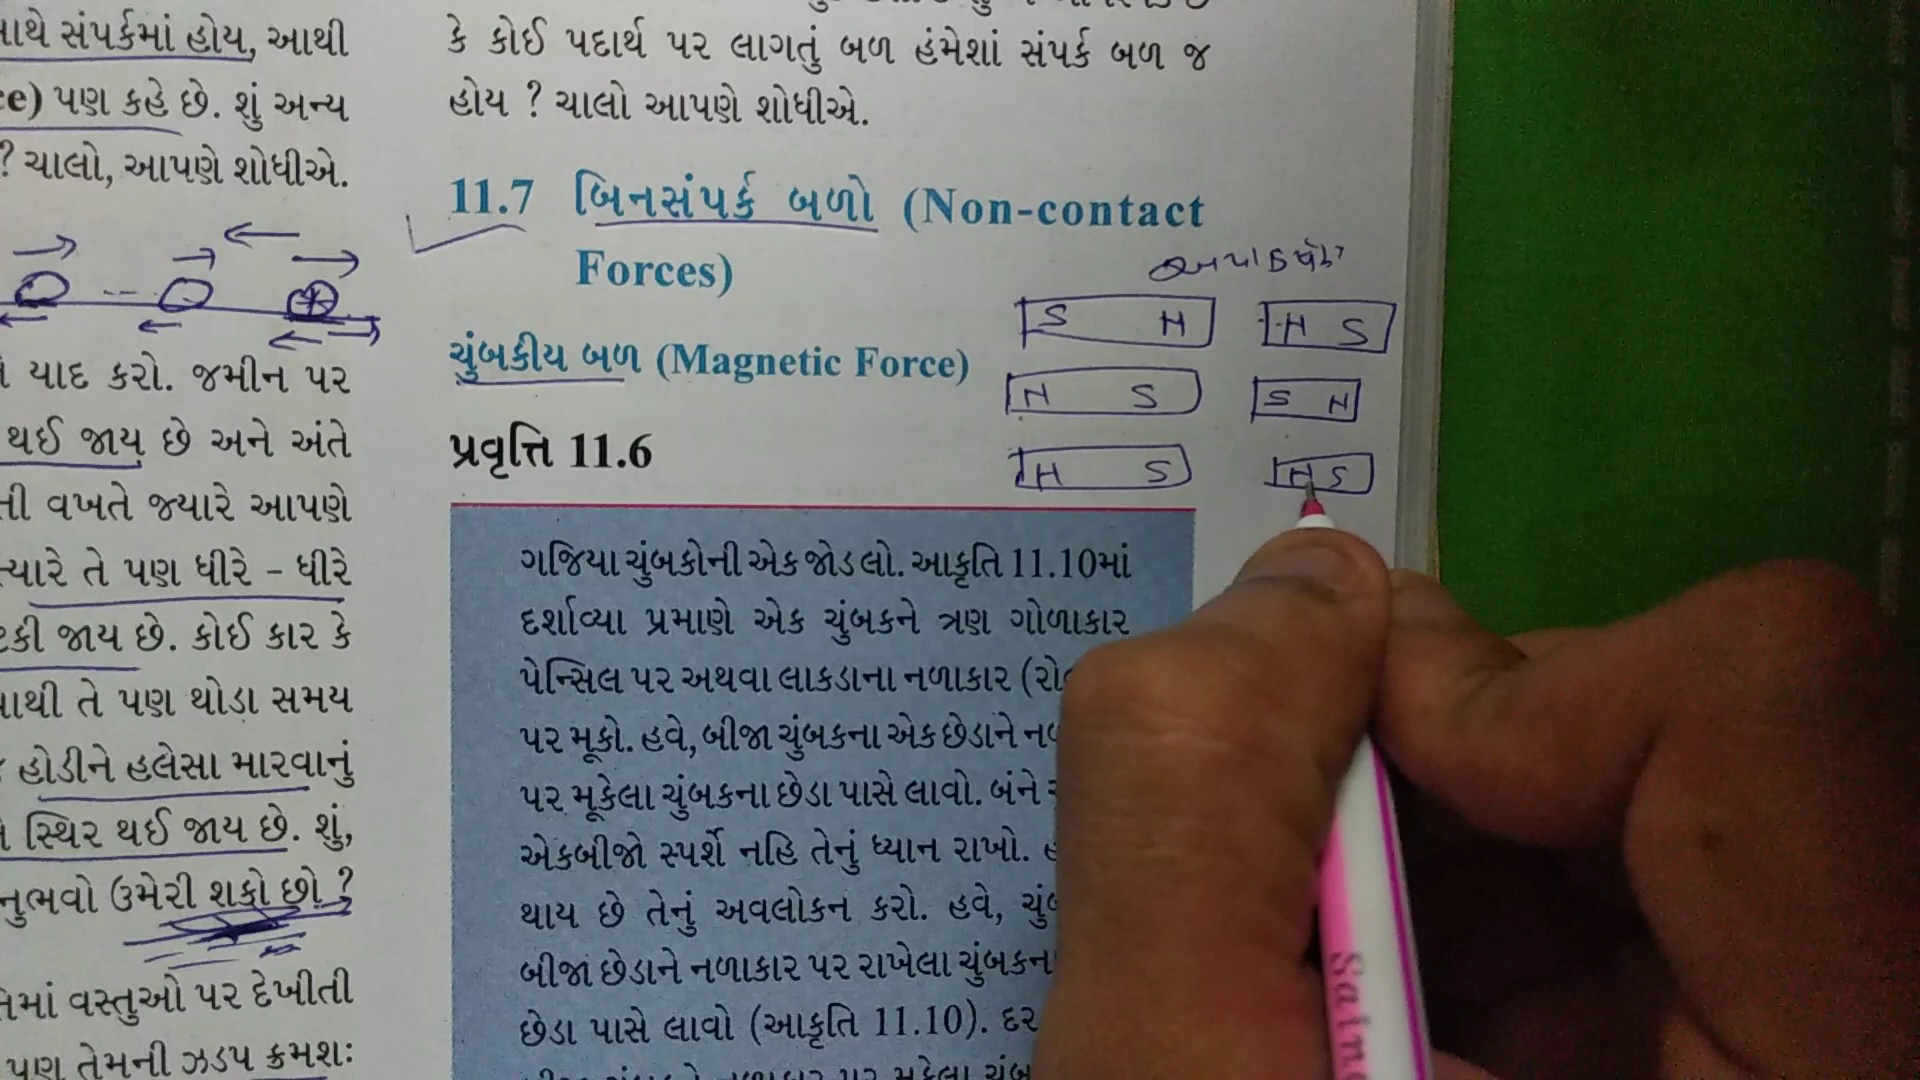 સાથે સંપર્કમાં હોય, આથી
ce) પણ કહે છે. શું અન્ય
? ચાલો, આપણે શોધીએ.
યાદ કરો. જમીન પર
થઈ જાય છે અને અંતે
તી વખતે જ્યારે આપણે
ત્યારે તે પણ ધીરે - ધીરે
ટકી જાય છે. કોઈ કાર કે
આથી તે પણ થોડા સમય
હોડીને હલેસા મારવાનું
સ્થિર થઈ જાય છે. શું,
નુભવો ઉમેરી શકો છો ?
વસ્તુઓ પર દેખીતી
પણ તેમની ઝડપ ક્રમશઃ
કે કોઈ પદાર્થ પર લાગતું બળ હંમેશાં સંપર્ક બળ જ
હોય ? ચાલો આપણે શોધીએ.
11.7 બિનસંપર્ક બળો (Non-contact
Forces)
S N N S
ચુંબકીય બળ (Magnetic Force)
N S S N
પ્રવૃત્તિ 11.6
N S N S
ગજિયા ચુંબકોની એક જોડ લો. આકૃતિ 11.10માં
દર્શાવ્યા પ્રમાણે એક ચુંબકને ત્રણ ગોળાકાર
પેન્સિલ પર અથવા લાકડાના નળાકાર (રો
પર મૂકો. હવે, બીજા ચુંબકના એક છેડાને ન
પર મૂકેલા ચુંબકના છેડા પાસે લાવો. બંને
એકબીજો સ્પર્શે નહિ તેનું ધ્યાન રાખો.
થાય છે તેનું અવલોકન કરો. હવે, ચું
બીજા છેડાને નળાકાર પર રાખેલા ચુંબકના
છેડા પાસે લાવો (આકૃતિ 11.10). દર